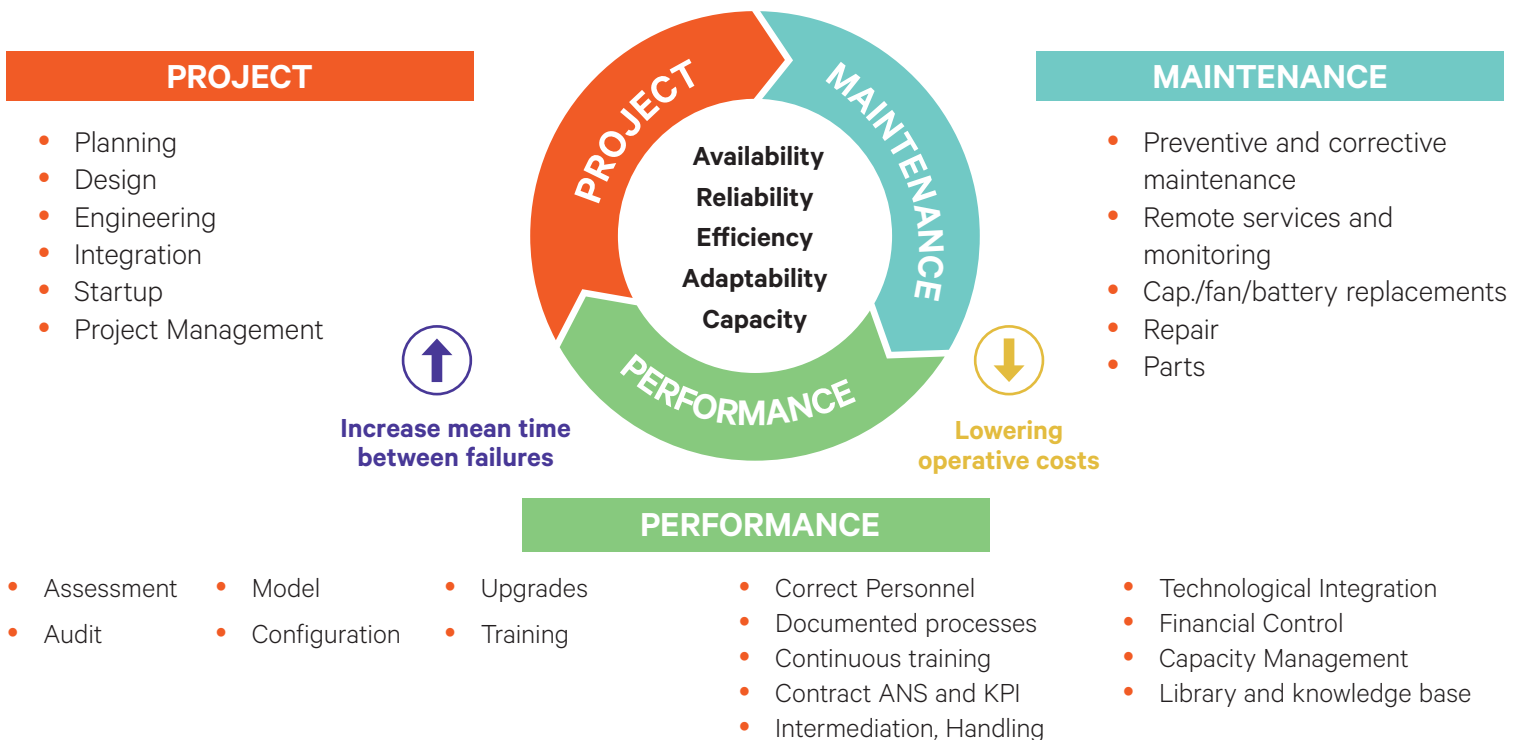 PROJECT
Planning
Design
Engineering
Integration
Startup
Project Management
PROJECT
MAINTENANCE
PERFORMANCE
Availability
Reliability
Efficiency
Adaptability
Capacity
MAINTENANCE
Preventive and corrective
maintenance
Remote services and
monitoring
Cap./fan/battery replacements
Repair
Parts
Increase mean time
between failures
Lowering
operative costs
PERFORMANCE
Assessment
Audit
Model
Configuration
Upgrades
Training
Correct Personnel
Documented processes
Continuous training
Contract ANS and KPI
Intermediation, Handling
Technological Integration
Financial Control
Capacity Management
Library and knowledge base